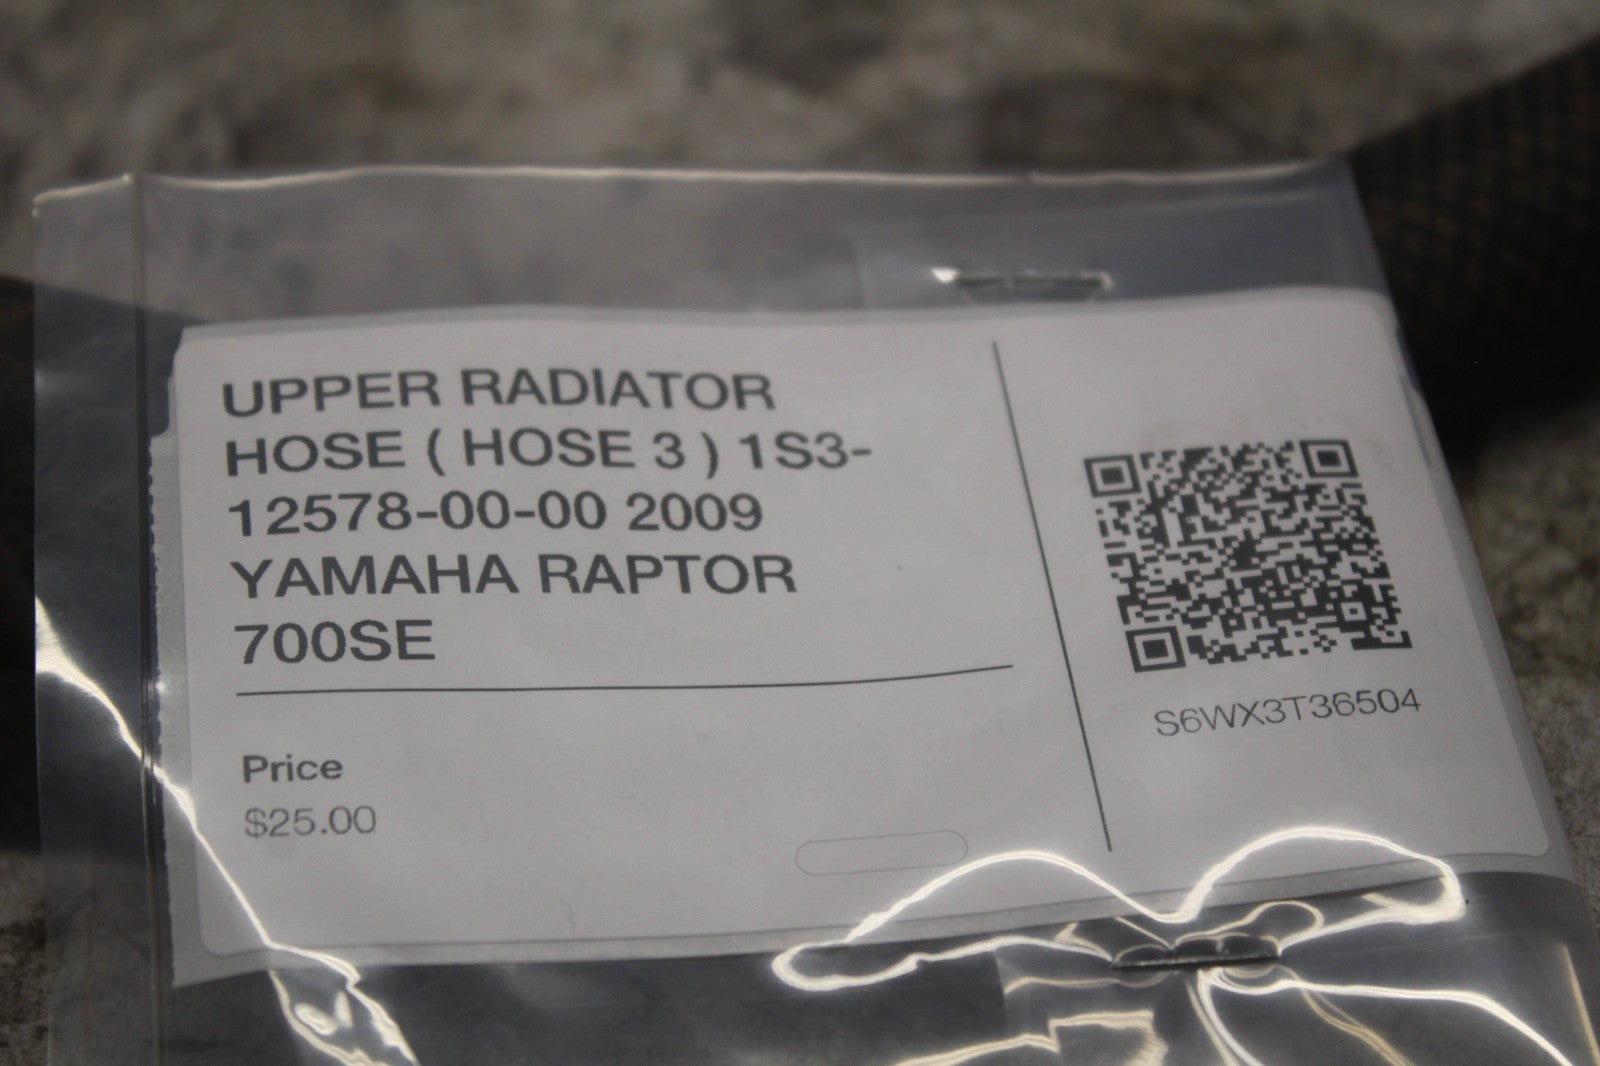 UPPER RADIATOR
HOSE ( HOSE 3 ) 1S3-
12578-00-00 2009
YAMAHA RAPTOR
700SE
Price
$25.00
S6WX3T36504